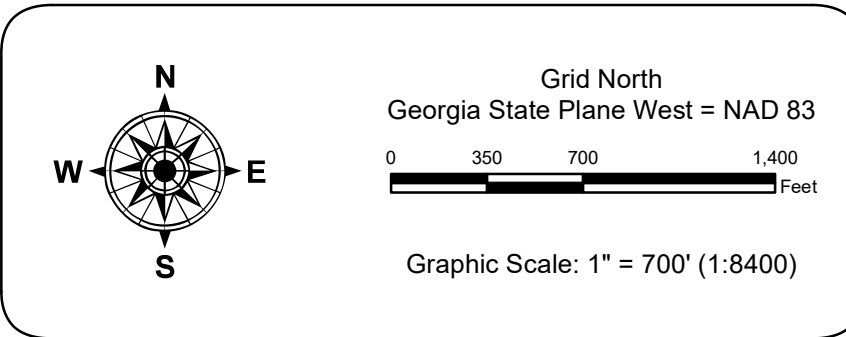 N
W E
S
Grid North
Georgia State Plane West = NAD 83
0 350 700 1,400
Feet
Graphic Scale: 1" = 700' (1:8400)